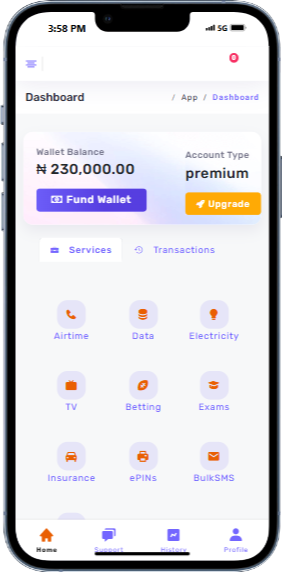 3:58 PM
5G
0
Dashboard
/ App / Dashboard
Wallet Balance
₦ 230,000.00
Fund Wallet
Account Type
premium
Upgrade
Services
Transactions
Airtime
Data
Electricity
TV
Betting
Exams
Insurance
ePINs
BulkSMS
Home
Support
History
Profile